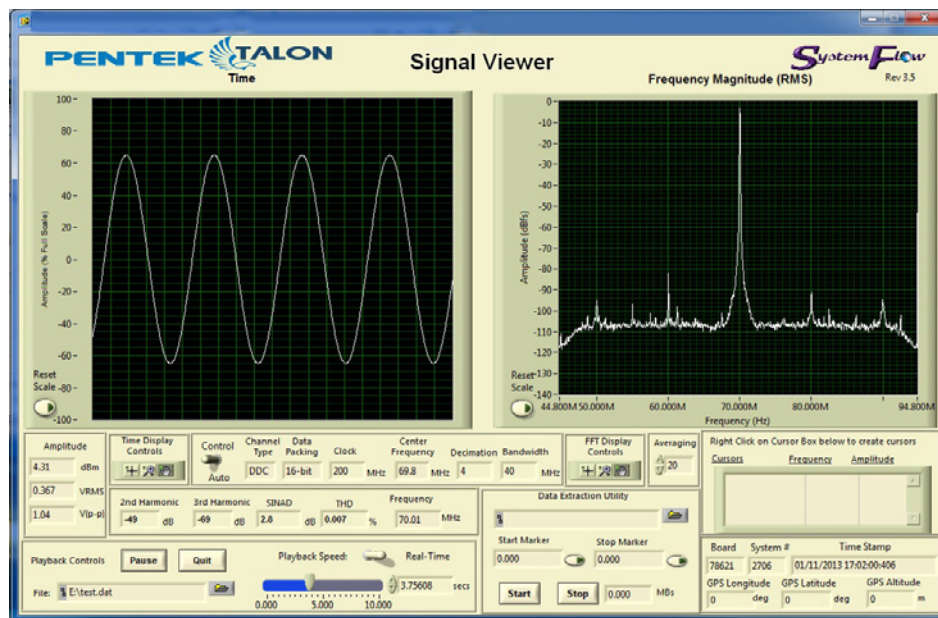 PENTEK TALON
Signal Viewer
SystemFlow
Rev 3.5
Time
100
80
60
40
20
0
-20
-40
-60
-80
-100
Amplitude (% Full Scale)
Reset
Scale
Frequency Magnitude (RMS)
0
-10
-20
-30
-40
-50
-60
-70
-80
-90
-100
-110
-120
-130
-140
Amplitude (dBfs)
Reset
Scale
44.800M 50.000M 60.000M 70.000M 80.000M 94.800M
Frequency (Hz)
Amplitude
4.31 dBm
0.367 VRMS
1.04 V(p-p)
Time Display
Controls
Control
Auto
Channel
Type
DDC
Data
Packing
16-bit
Clock
200 MHz
Center
Frequency
69.8 MHz
Decimation
4
Bandwidth
40 MHz
FFT Display
Controls
Averaging
20
2nd Harmonic
-49 dB
3rd Harmonic
-69 dB
SINAD
2.8 dB
THD
0.007 %
Frequency
70.01 MHz
Playback Controls
Pause
Quit
Playback Speed:
Real-Time
File:
E:\test.dat
0.000 5.000 10.000
3.75608 secs
Data Extraction Utility
Start Marker
0.000
Stop Marker
0.000
Start
Stop
0.000 MBs
Right Click on Cursor Box below to create cursors
Cursors Frequency Amplitude
Board System # Time Stamp
78621 2706 01/11/2013 17:02:00:406
GPS Longitude GPS Latitude GPS Altitude
0 deg 0 deg 0 m